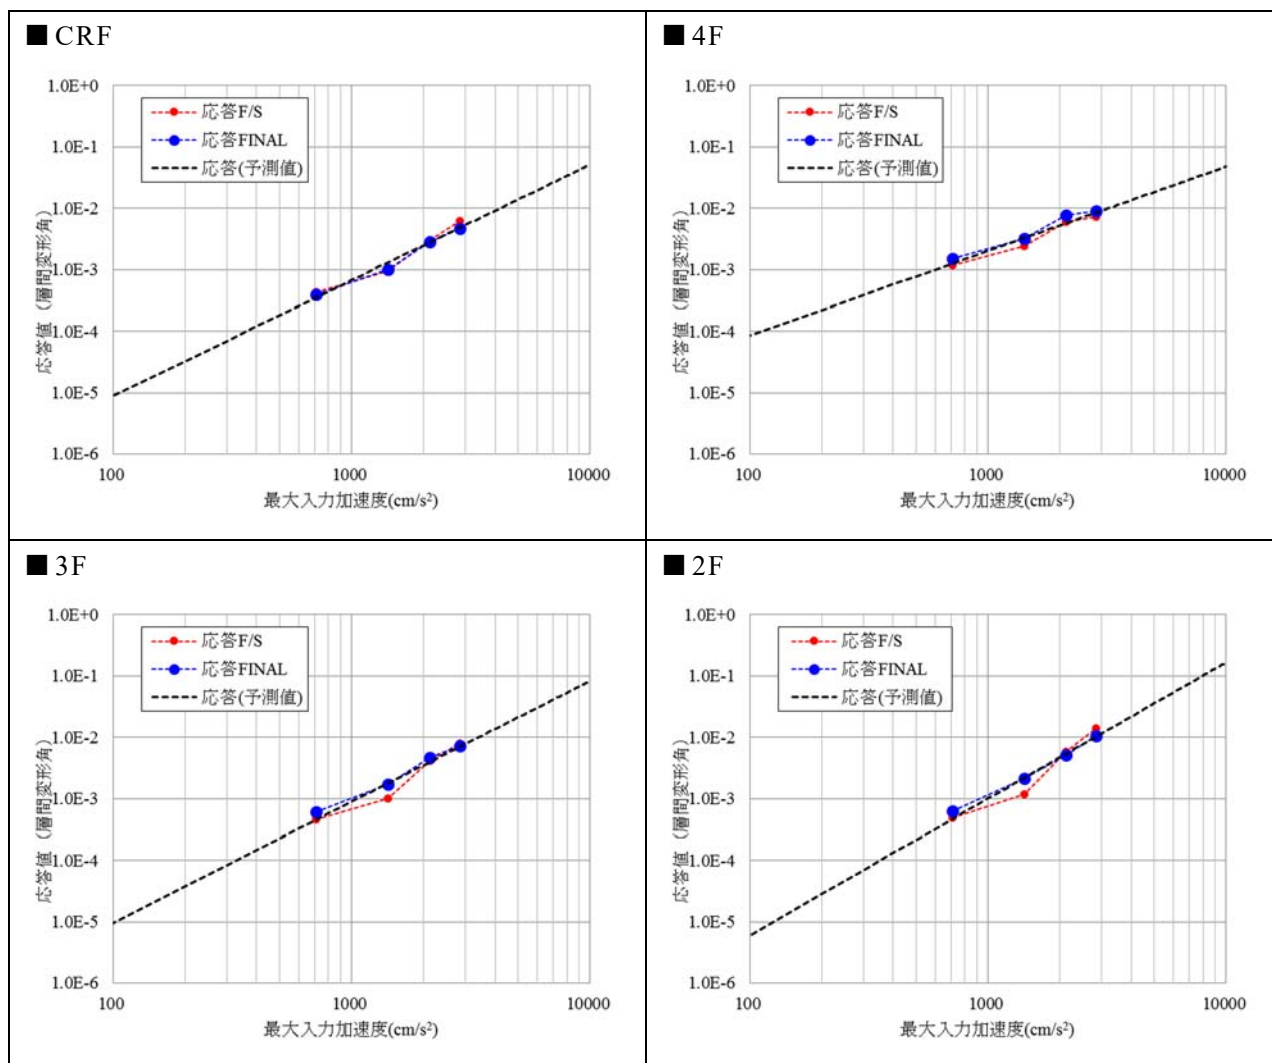 ■ CRF
1.0E+0
1.0E-1
1.0E-2
1.0E-3
1.0E-4
1.0E-5
1.0E-6
応答値（層間変形角）
応答F/S
応答FINAL
応答(予測値)
100 1000 10000
最大入力加速度(cm/s²)
■ 4F
1.0E+0
1.0E-1
1.0E-2
1.0E-3
1.0E-4
1.0E-5
1.0E-6
応答値（層間変形角）
応答F/S
応答FINAL
応答(予測値)
100 1000 10000
最大入力加速度(cm/s²)
■ 3F
1.0E+0
1.0E-1
1.0E-2
1.0E-3
1.0E-4
1.0E-5
1.0E-6
応答値（層間変形角）
応答F/S
応答FINAL
応答(予測値)
100 1000 10000
最大入力加速度(cm/s²)
■ 2F
1.0E+0
1.0E-1
1.0E-2
1.0E-3
1.0E-4
1.0E-5
1.0E-6
応答値（層間変形角）
応答F/S
応答FINAL
応答(予測値)
100 1000 10000
最大入力加速度(cm/s²)